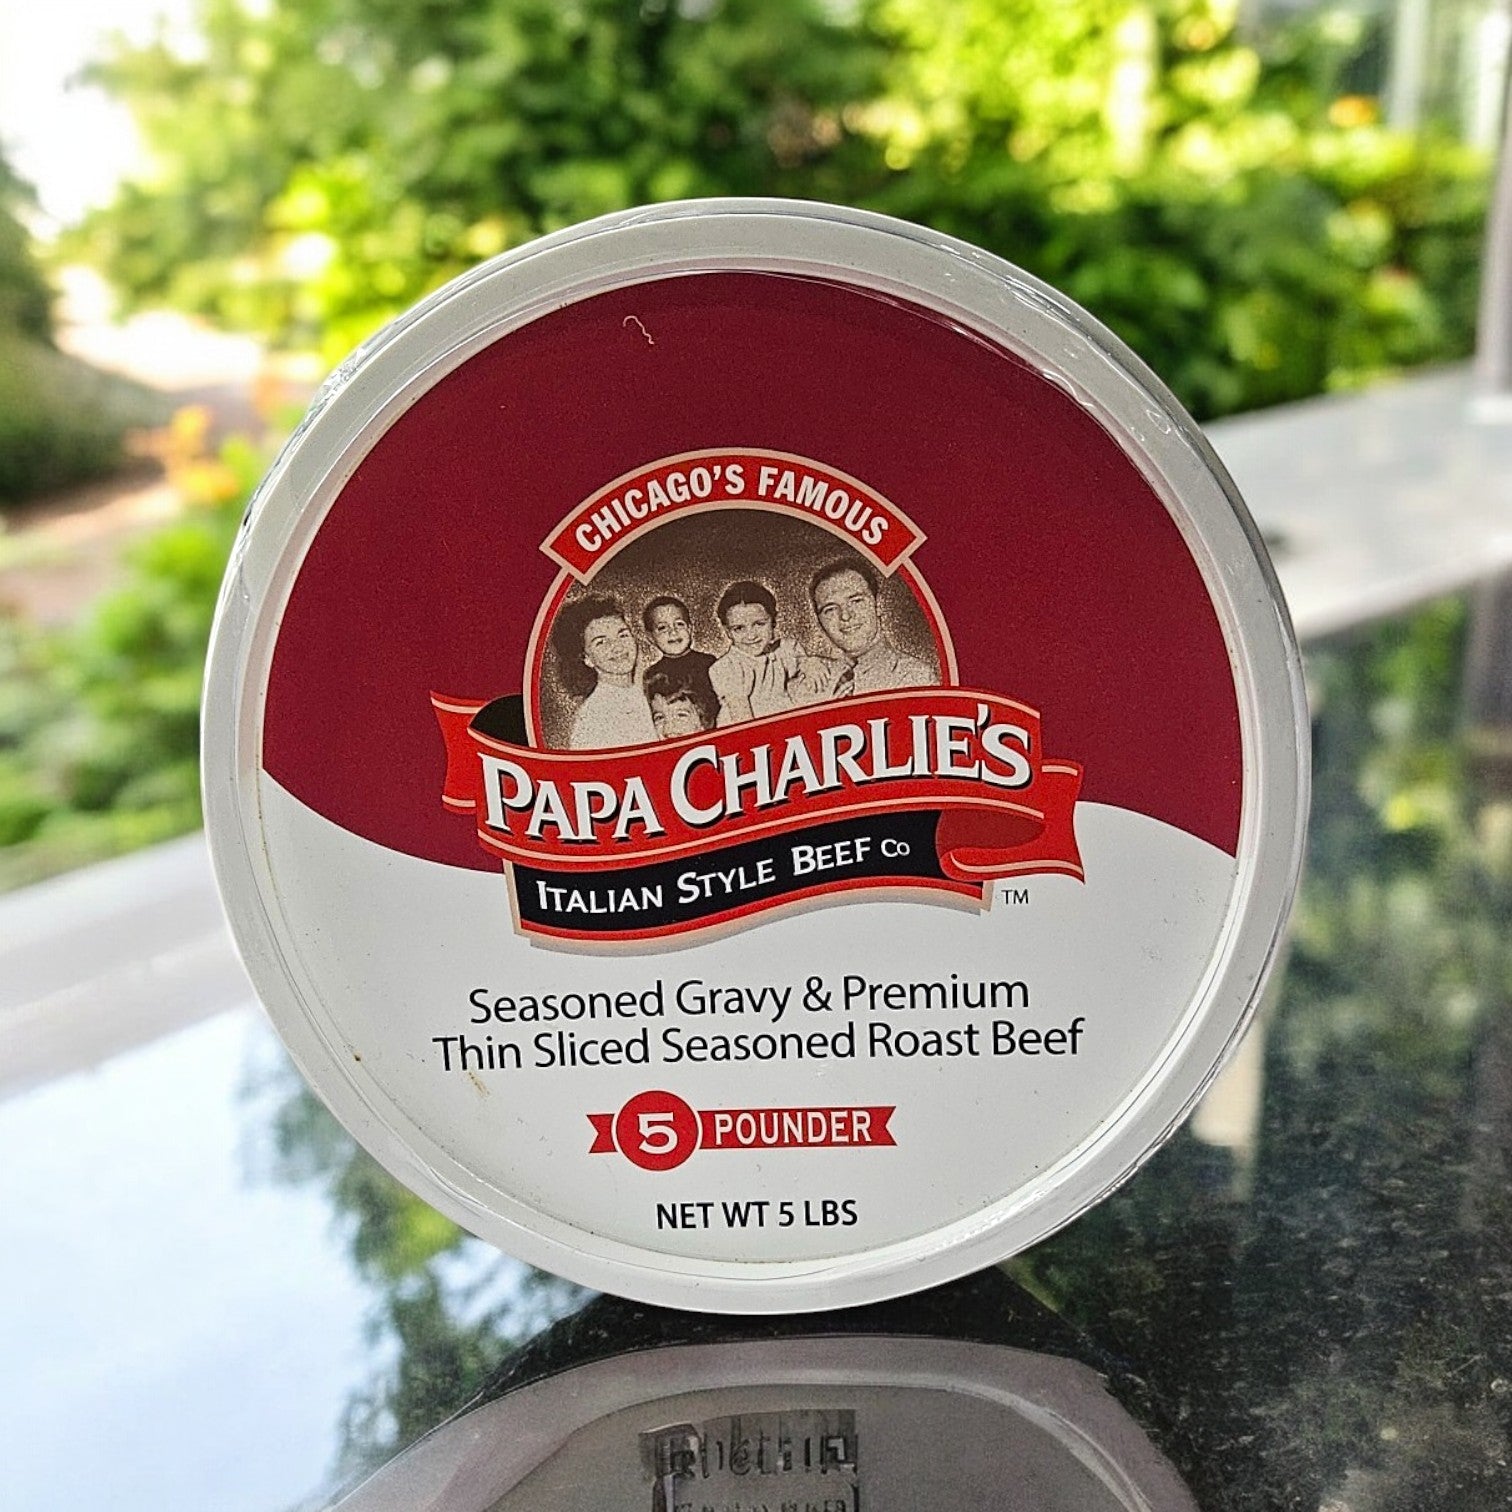 CHICAGO'S FAMOUS
PAPA CHARLIE'S
ITALIAN STYLE BEEF CO
TM
Seasoned Gravy & Premium
Thin Sliced Seasoned Roast Beef
5 POUNDER
NET WT 5 LBS